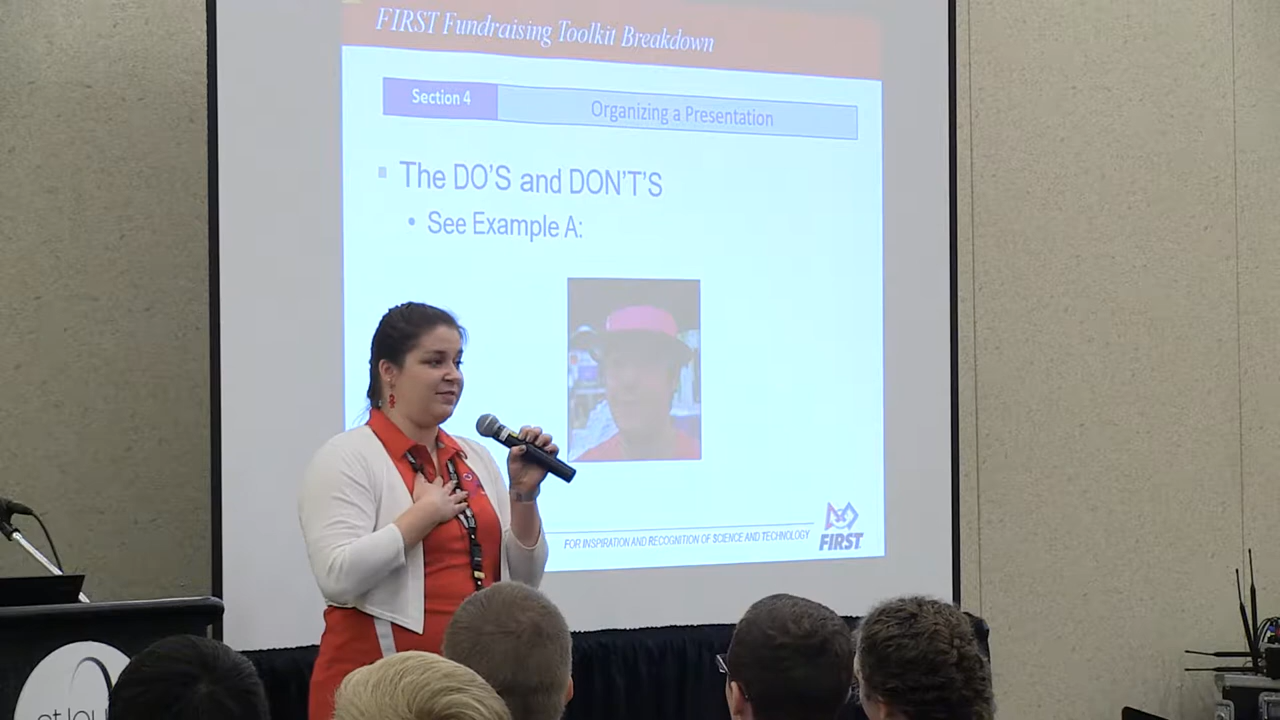 FIRST Fundraising Toolkit Breakdown
Section 4
Organizing a Presentation
The DO'S and DON'T'S
See Example A:
FOR INSPIRATION AND RECOGNITION OF SCIENCE AND TECHNOLOGY
FIRST